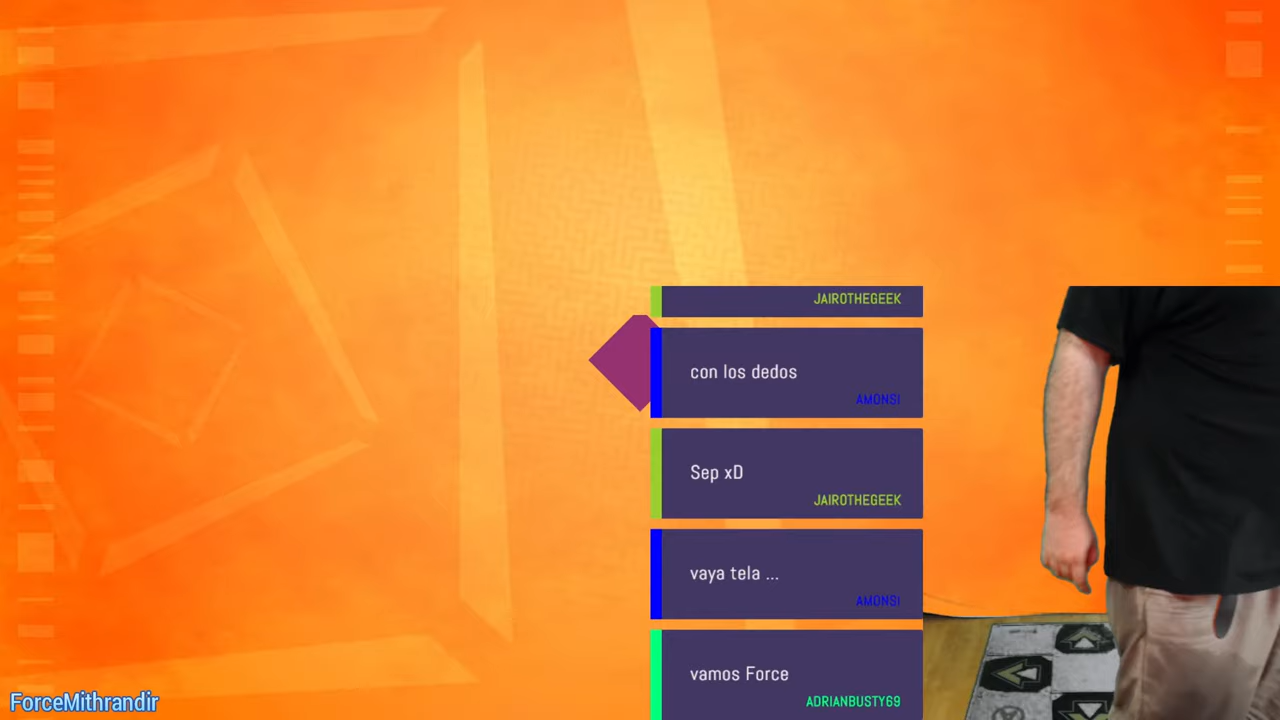 JAIROTHEGEEK
con los dedos
AMONSI
Sep xD
JAIROTHEGEEK
vaya tela ...
AMONSI
vamos Force
ADRIANBUSTY69
ForceMithrandir